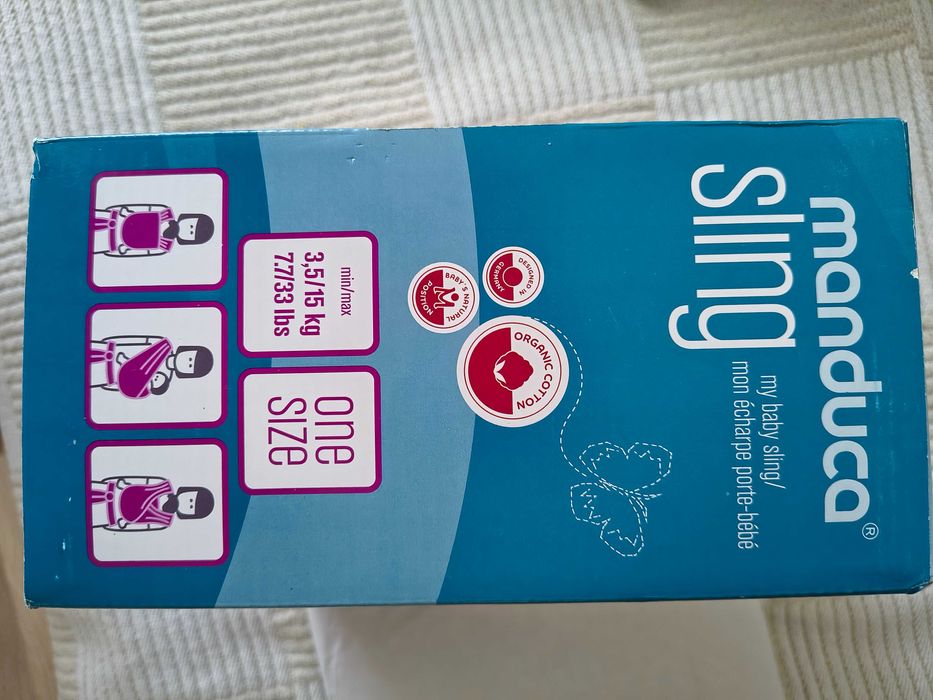 manduca®
sling
my baby sling/
mon écharpe porte-bébé
DESIGNED IN
GERMANY
BABY'S NATURAL
POSITION
ORGANIC COTTON
min/max
3,5/15 kg
7.7/33 lbs
one
SIZE